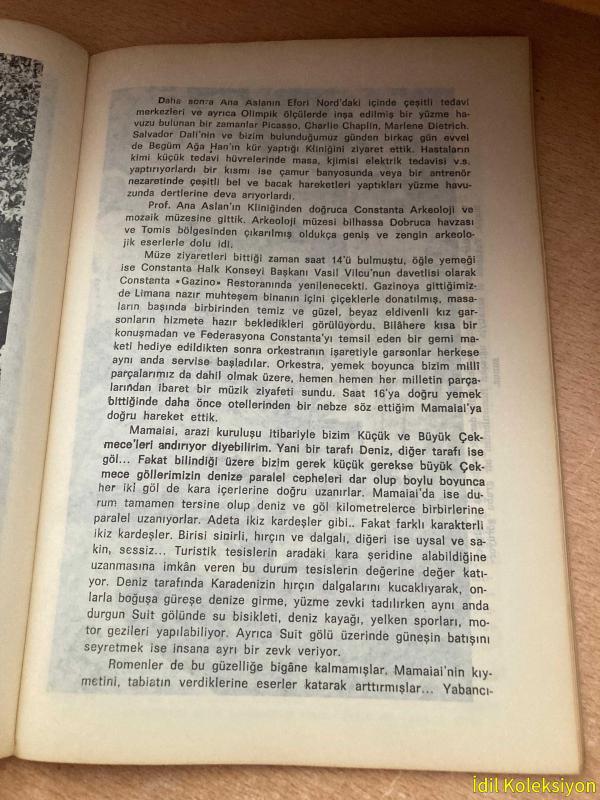 Daha sonra Ana Aslanın Efori Nord'daki içinde çeşitli tedavi
merkezleri ve ayrıca Olimpik ölçülerde inşa edilmiş bir yüzme ha-
vuzu bulunan bir zamanlar Picasso, Charlie Chaplin, Marlene Dietrich.
Salvador Dali'nin ve bizim bulunduğumuz günden birkaç gün evvel
de Begüm Ağa Han'ın kür yaptığı Kliniğini ziyaret ettik. Hastaların
kimi küçük tedavi hüvrelerinde masa, kjimisi elektrik tedavisi v.s.
yaptırıyorlardı bir kısmı ise çamur banyosunda veya bir antrenör
nezaretinde çeşitli bel ve bacak hareketleri yaptıkları yüzme havu-
zunda dertlerine deva arıyorlardı.
Prof. Ana Aslan'ın Kliniğinden doğruca Constanta Arkeoloji ve
mozaik müzesine gittik. Arkeoloji müzesi bilhassa Dobruca havzası
ve Tomis bölgesinden çıkarılmış oldukça geniş ve zengin arkeolo-
jik eserlerle dolu idi.
Müze ziyaretleri bittiği zaman saat 14'ü bulmuştu, öğle yemeği
ise Constanta Halk Konseyi Başkanı Vasil Vilcu'nun davetlisi olarak
Constanta «Gazino» Restoranında yenilenecekti. Gazinoya gittiğimiz-
de Limana nazır muhteşem binanın içini çiçeklerle donatılmış, masa-
ların başında birbirinden temiz ve güzel, beyaz eldivenli kız gar-
sonların hizmete hazır bekledikleri görülüyordu. Bilâhere kısa bir
konuşmadan ve Federasyona Constanta'yı temsil eden bir gemi ma-
keti hediye edildikten sonra orkestranın işaretiyle garsonlar herkese
aynı anda servise başladılar. Orkestra, yemek boyunca bizim millî
parçalarımız da dahil olmak üzere, hemen hemen her milletin parça-
larından ibaret bir müzik ziyafeti sundu. Saat 16'ya doğru yemek
bittiğinde daha önce otellerinden bir nebze söz ettiğim Mamaiai'ya
doğru hareket ettik.
Mamaiai, arazi kuruluşu itibariyle bizim Küçük ve Büyük Çek-
mece'leri andırıyor diyebilirim. Yani bir tarafı Deniz, diğer tarafı ise
göl... Fakat bilindiği üzere bizim gerek küçük gerekse büyük Çek-
mece göllerimizin denize paralel cepheleri dar olup boylu boyunca
her iki göl de kara içerlerine doğru uzanırlar. Mamaiai'da ise du-
rum tamamen tersine olup deniz ve göl kilometrelerce birbirlerine
paralel uzanıyorlar. Adeta ikiz kardeşler gibi.. Fakat farklı karakterli
ikiz kardeşler. Birisi sinirli, hırçın ve dalgalı, diğeri ise uysal ve sa-
kin, sessiz... Turistik tesislerin aradaki kara şeridine alabildiğine
uzanmasına imkân veren bu durum tesislerin değerine değer katı-
yor. Deniz tarafında Karadenizin hırçın dalgalarını kucaklıyarak, on-
larla boğuşa güreşe denize girme, yüzme zevki tadılırken aynı anda
durgun Suit gölünde su bisikleti, deniz kayağı, yelken sporları, mo-
tor gezileri yapılabiliyor. Ayrıca Suit gölü üzerinde güneşin batışını
seyretmek ise insana ayrı bir zevk veriyor.
Romenler de bu güzelliğe bigâne kalmamışlar. Mamaiai'nin kıy-
metini, tabiatın verdiklerine eserler katarak arttırmışlar... Yabancı-
İdil Koleksiyon